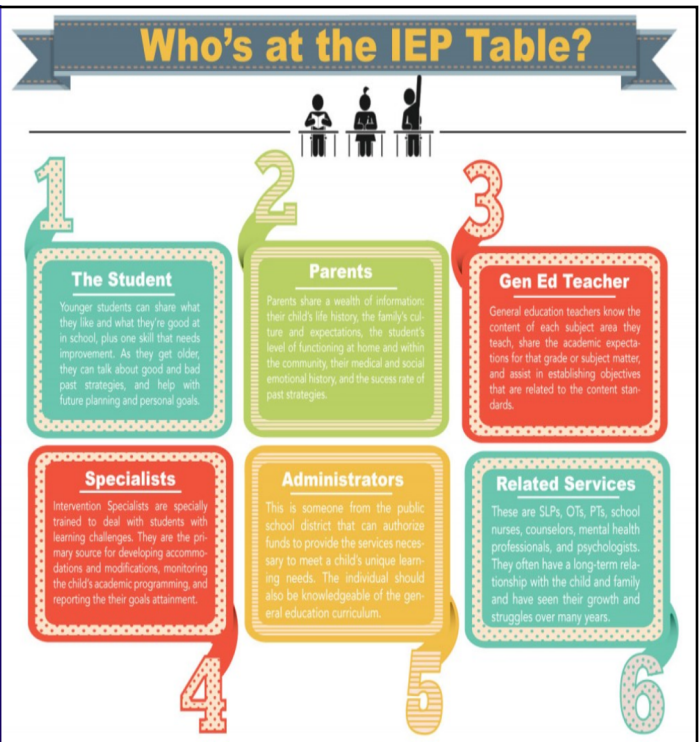 Who's at the IEP Table?
1
The Student
Younger students can share what
they like and what they're good at
in school, plus one skill that needs
improvement. As they get older,
they can talk about good and bad
past strategies, and help with
future planning and personal goals.
2
Parents
Parents share a wealth of information:
their child's life history, the family's cul-
ture and expectations, the student's
level of functioning at home and within
the community, their medical and social
emotional history, and the sucess rate of
past strategies.
3
Gen Ed Teacher
General education teachers know the
content of each subject area they
teach, share the academic expecta-
tions for that grade or subject matter,
and assist in establishing objectives
that are related to the content stan-
dards.
Specialists
Intervention Specialists are specially
trained to deal with students with
learning challenges. They are the pri-
mary source for developing accommo-
dations and modifications, monitoring
the child's academic programming, and
reporting the their goals attainment.
4
Administrators
This is someone from the public
school district that can authorize
funds to provide the services neces-
sary to meet a child's unique learn-
ing needs. The individual should
also be knowledgeable of the gen-
eral education curriculum.
5
Related Services
These are SLPs, OTs, PTs, school
nurses, counselors, mental health
professionals, and psychologists.
They often have a long-term rela-
tionship with the child and family
and have seen their growth and
struggles over many years.
6